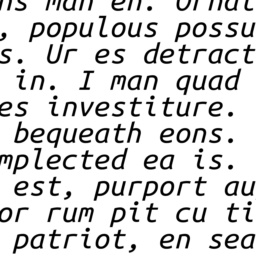 man en. Ornat
, populous possu
s. Ur es detract
in. I man quad
es investiture.
bequeath eons.
mplected ea is.
est, purport au
or rum pit cu ti
patriot, en sea